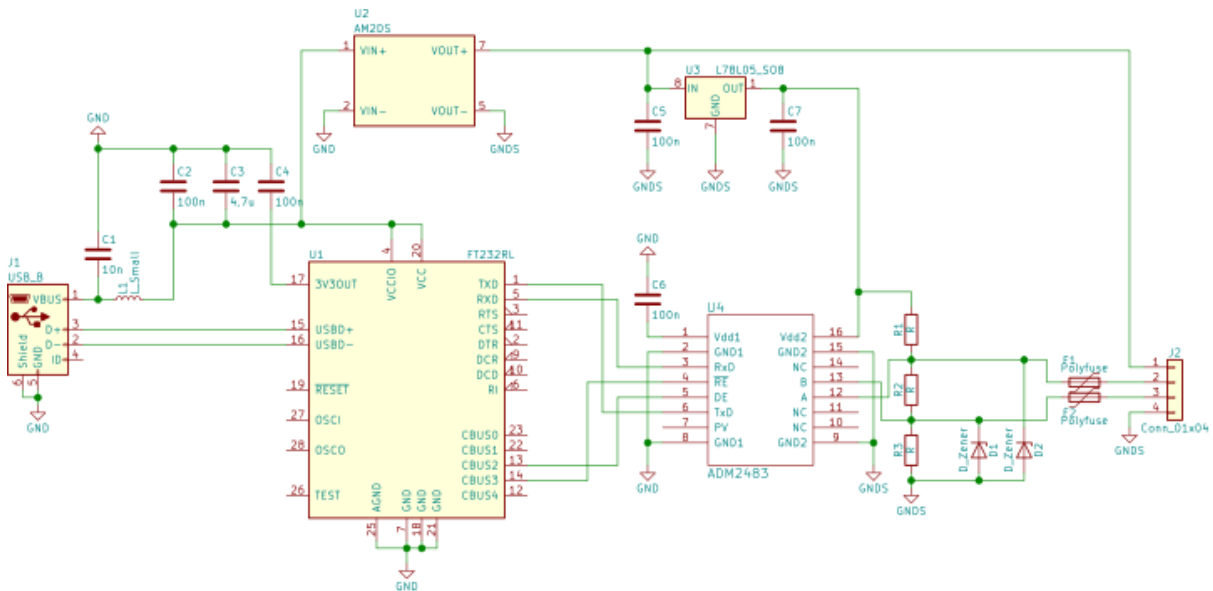 U2
AM2DS
1 VIN+ VOUT+ 7
2 VIN- VOUT- 5
GND
GNDS
U3 L78L05_SO8
8 IN OUT 1
GND
7
C5
100n
C7
100n
GNDS
GNDS
GNDS
GND
C2
100n
C3
4.7u
C4
100n
C1
10n
L1
L_Small
J1
USB_B
VBUS 1
D+ 3
D- 2
ID 4
Shield
GND
6
5
GND
U1 FT232RL
4
20
VCCIO
VCC
17 3V3OUT
15 USBD+
16 USBD-
19 RESET
27 OSCI
28 OSCO
26 TEST
TXD 1
RXD 5
RTS 3
CTS 11
DTR 2
DCR 9
DCD 10
RI 6
CBUS0 23
CBUS1 22
CBUS2 13
CBUS3 14
CBUS4 12
AGND
GND
GND
GND
25
7
18
21
GND
GND
C6
100n
U4
1 Vdd1 Vdd2 16
2 GND1 GND2 15
3 RxD NC 14
4 RE B 13
5 DE A 12
6 TxD NC 11
7 PV NC 10
8 GND1 GND2 9
ADM2483
GND
GNDS
R1
R
R2
R
R3
R
GNDS
D_Zener
D1
D_Zener
D2
F1
Polyfuse
F2
Polyfuse
J2
1
2
3
4
Conn_01x04
GNDS